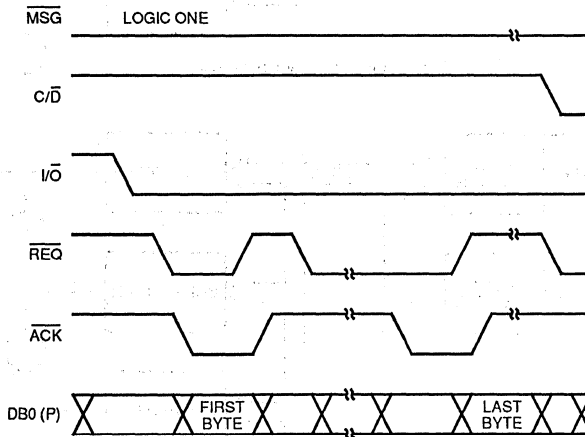 MSG LOGIC ONE
C/D
I/O
REQ
ACK
DB0 (P)
FIRST
BYTE
LAST
BYTE